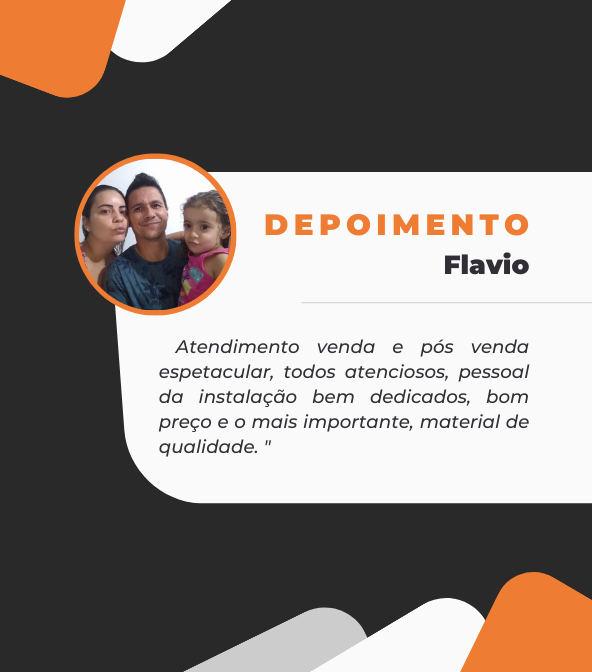 DEPOIMENTO
Flavio
Atendimento venda e pós venda
espetacular, todos atenciosos, pessoal
da instalação bem dedicados, bom
preço e o mais importante, material de
qualidade. "